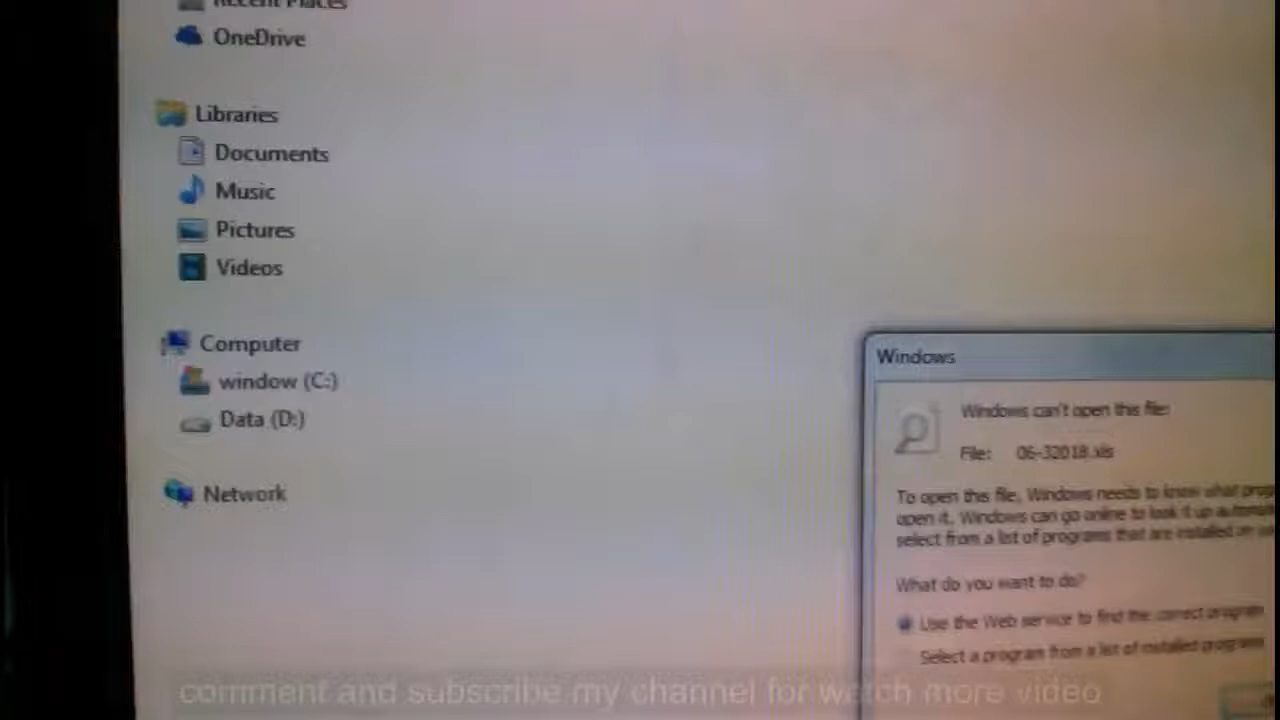 Recent Places
OneDrive
Libraries
Documents
Music
Pictures
Videos
Computer
window (C:)
Data (D:)
Network
Windows
Windows can't open this file:
File: 06-32018.xls
To open this file, Windows needs to know what
open it. Windows can go online to look it up
select from a list of programs that are installed on
What do you want to do?
Use the Web service to find the correct program
Select a program from a list of installed programs
comment and subscribe my channel for watch more video